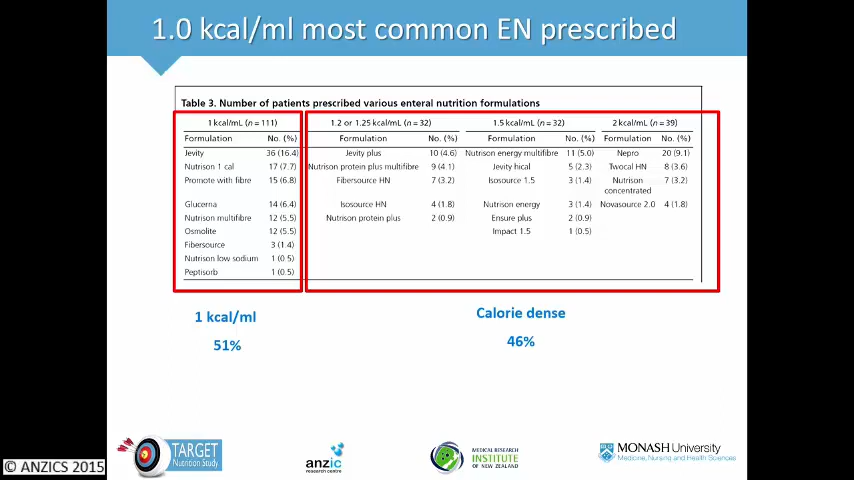 1.0 kcal/ml most common EN prescribed
Table 3. Number of patients prescribed various enteral nutrition formulations
1 kcal/mL (n = 111) 1.2 or 1.25 kcal/mL (n = 32) 1.5 kcal/mL (n = 32) 2 kcal/mL (n = 39)
Formulation No. (%) Formulation No. (%) Formulation No. (%) Formulation No. (%)
Jevity 36 (16.4) Jevity plus 10 (4.6) Nutrison energy multifibre 11 (5.0) Nepro 20 (9.1)
Nutrison 1 cal 17 (7.7) Nutrison protein plus multifibre 9 (4.1) Jevity hical 5 (2.3) Twocal HN 8 (3.6)
Promote with fibre 15 (6.8) Fibersource HN 7 (3.2) Isosource 1.5 3 (1.4) Nutrison concentrated 7 (3.2)
Glucerna 14 (6.4) Isosource HN 4 (1.8) Nutrison energy 3 (1.4) Novasource 2.0 4 (1.8)
Nutrison multifibre 12 (5.5) Nutrison protein plus 2 (0.9) Ensure plus 2 (0.9)
Osmolite 12 (5.5) Impact 1.5 1 (0.5)
Fibersource 3 (1.4)
Nutrison low sodium 1 (0.5)
Peptisorb 1 (0.5)
1 kcal/ml
51%
Calorie dense
46%
TARGET
Nutrition Study
anzic
research centre
MEDICAL RESEARCH
INSTITUTE
OF NEW ZEALAND
MONASH University
Medicine, Nursing and Health Sciences
© ANZICS 2015